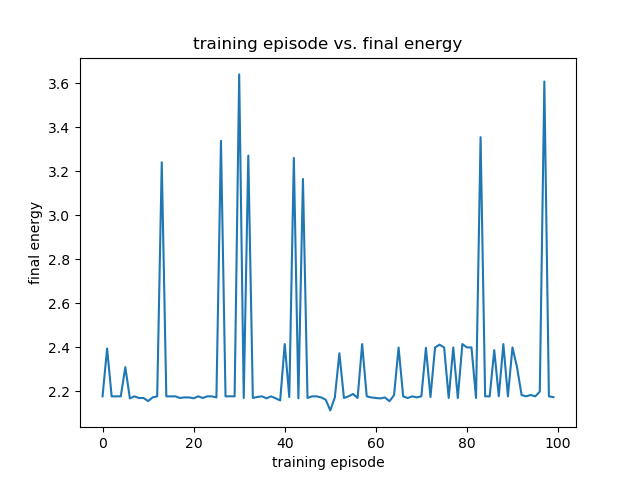 training episode vs. final energy
3.6
3.4
3.2
3.0
2.8
2.6
2.4
2.2
final energy
0 20 40 60 80 100
training episode